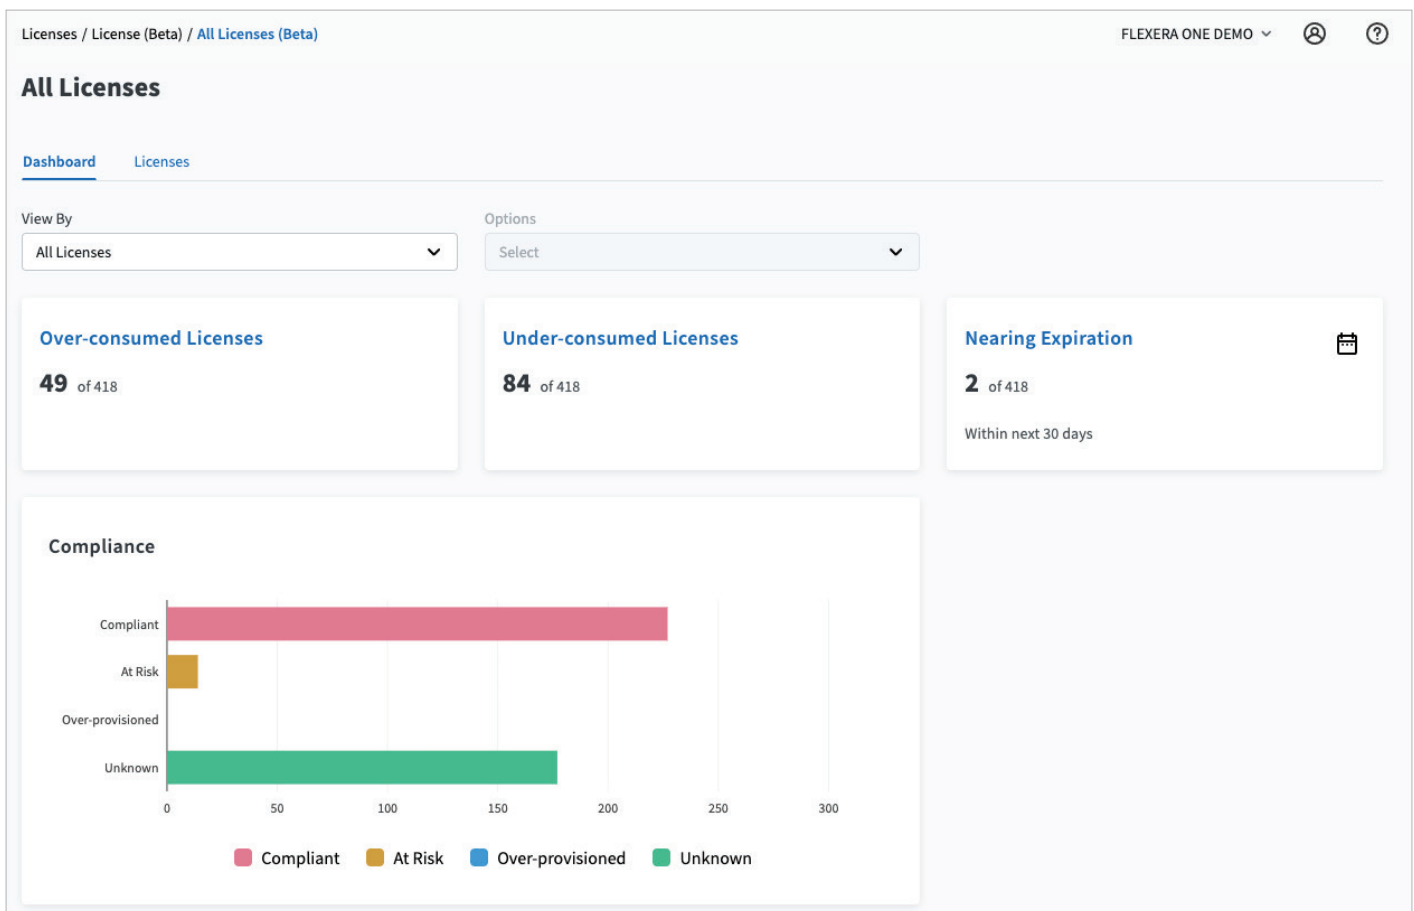 Licenses / License (Beta) / All Licenses (Beta)
FLEXERA ONE DEMO
All Licenses
Dashboard
Licenses
View By
Options
All Licenses
Select
Over-consumed Licenses
49 of 418
Under-consumed Licenses
84 of 418
Nearing Expiration
2 of 418
Within next 30 days
Compliance
Compliant
At Risk
Over-provisioned
Unknown
0 50 100 150 200 250 300
Compliant At Risk Over-provisioned Unknown